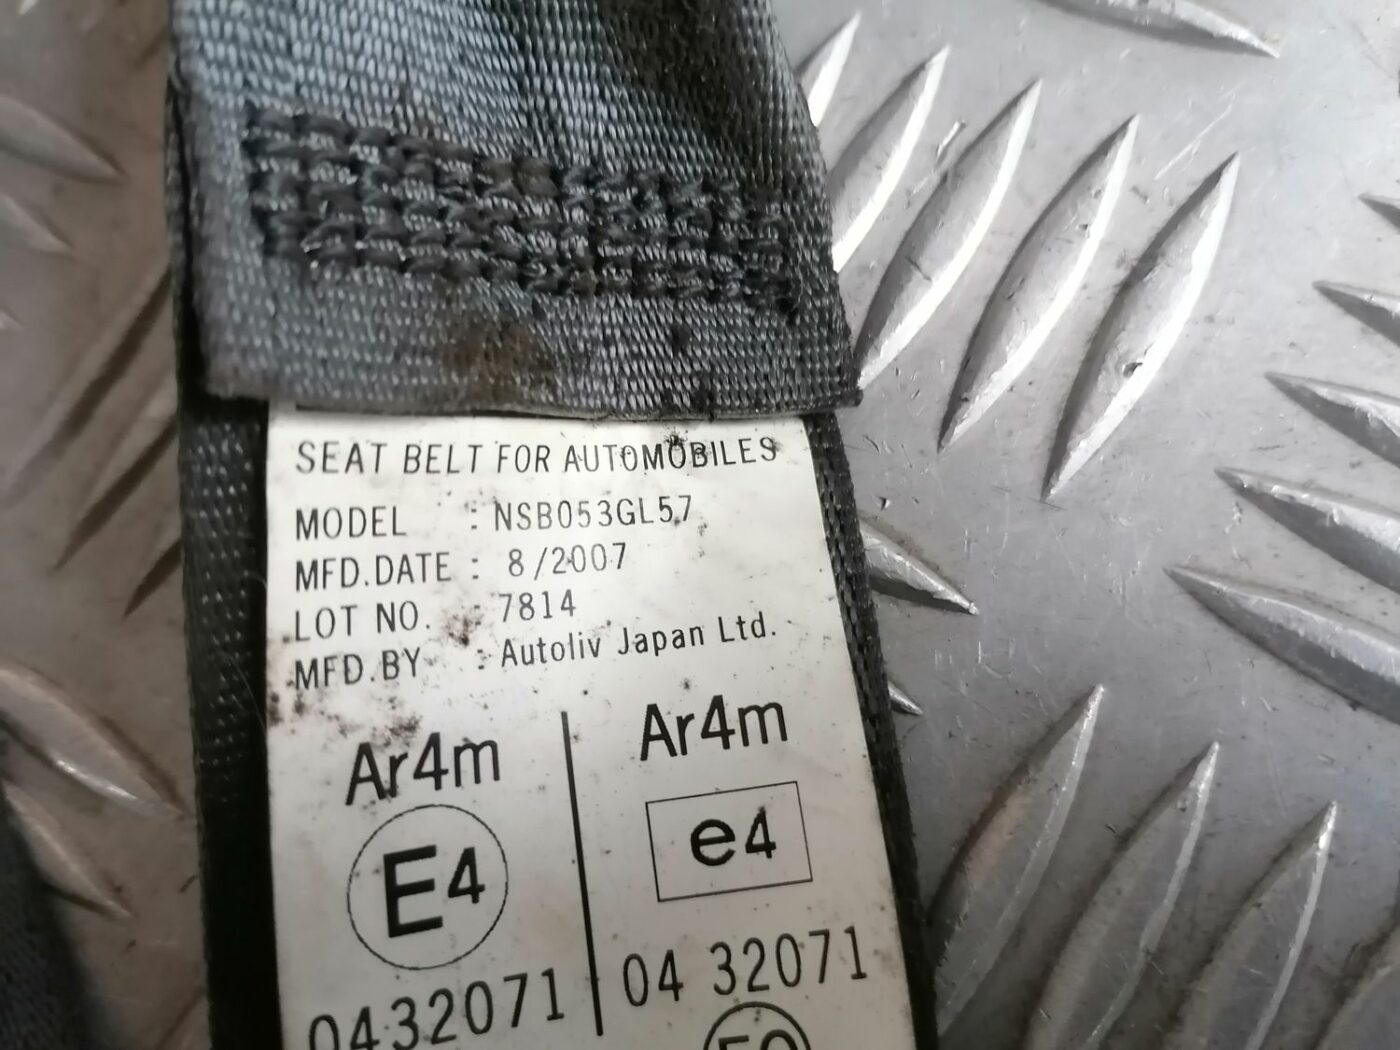 SEAT BELT FOR AUTOMOBILES
MODEL : NSB053GL57
MFD.DATE : 8/2007
LOT NO. : 7814
MFD.BY : Autoliv Japan Ltd.
Ar4m Ar4m
E4 e4
0432071 04 32071